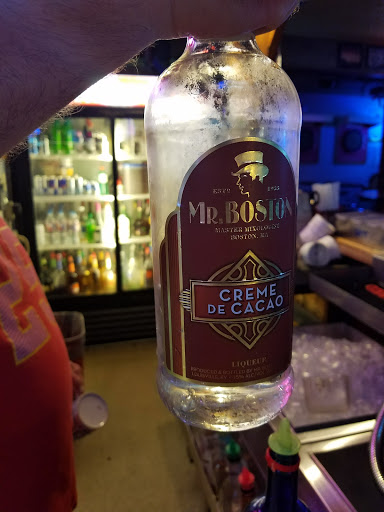 ESTD 1933
MR. BOSTON
MASTER MIXOLOGIST
BOSTON, MA
CREME
DE CACAO
LIQUEUR